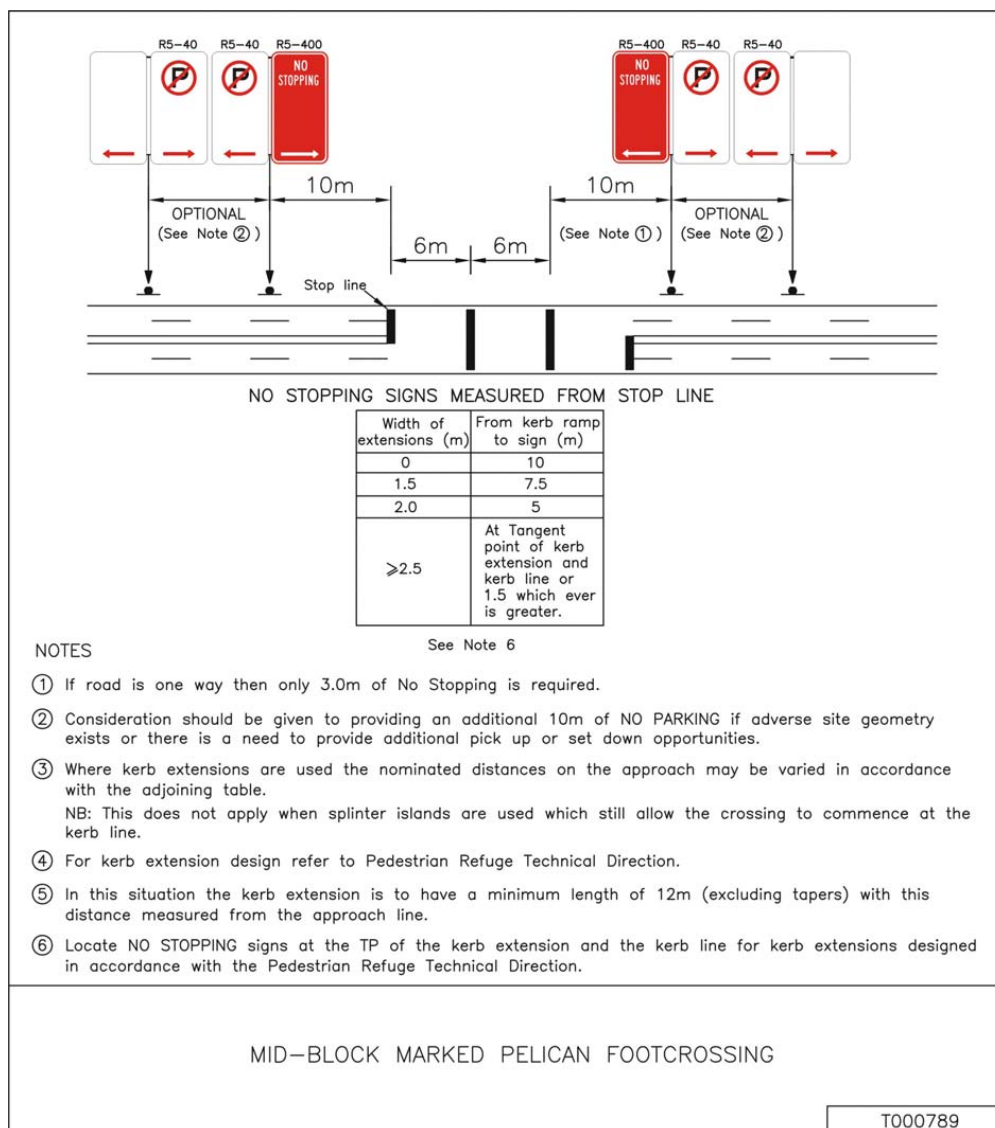 R5-40 R5-40 R5-400
P P NO STOPPING
R5-400 R5-40 R5-40
NO STOPPING P P
10m 10m
OPTIONAL
(See Note ②)
(See Note ①)
OPTIONAL
(See Note ②)
6m 6m
Stop line
NO STOPPING SIGNS MEASURED FROM STOP LINE
Width of extensions (m) From kerb ramp to sign (m)
0 10
1.5 7.5
2.0 5
⩾2.5 At Tangent point of kerb extension and kerb line or 1.5 which ever is greater.
See Note 6
NOTES
① If road is one way then only 3.0m of No Stopping is required.
② Consideration should be given to providing an additional 10m of NO PARKING if adverse site geometry
exists or there is a need to provide additional pick up or set down opportunities.
③ Where kerb extensions are used the nominated distances on the approach may be varied in accordance
with the adjoining table.
NB: This does not apply when splinter islands are used which still allow the crossing to commence at the
kerb line.
④ For kerb extension design refer to Pedestrian Refuge Technical Direction.
⑤ In this situation the kerb extension is to have a minimum length of 12m (excluding tapers) with this
distance measured from the approach line.
⑥ Locate NO STOPPING signs at the TP of the kerb extension and the kerb line for kerb extensions designed
in accordance with the Pedestrian Refuge Technical Direction.
MID-BLOCK MARKED PELICAN FOOTCROSSING
T000789